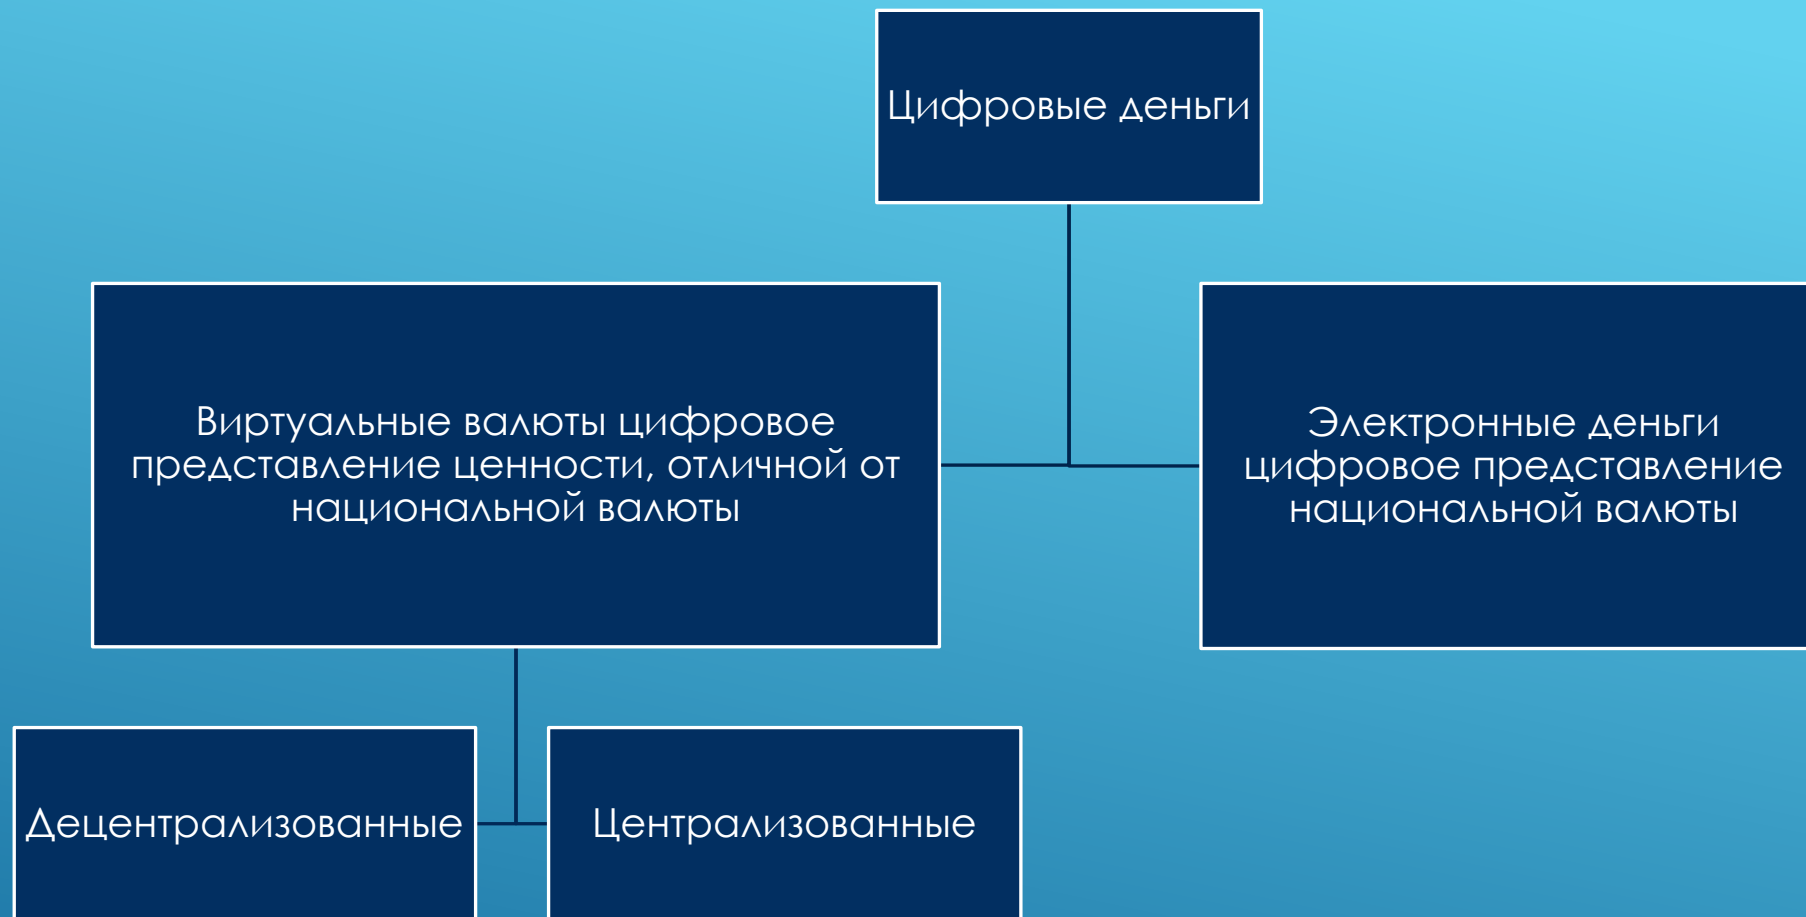 Цифровые деньги
Виртуальные валюты цифровое
представление ценности, отличной от
национальной валюты
Электронные деньги
цифровое представление
национальной валюты
Децентрализованные
Централизованные